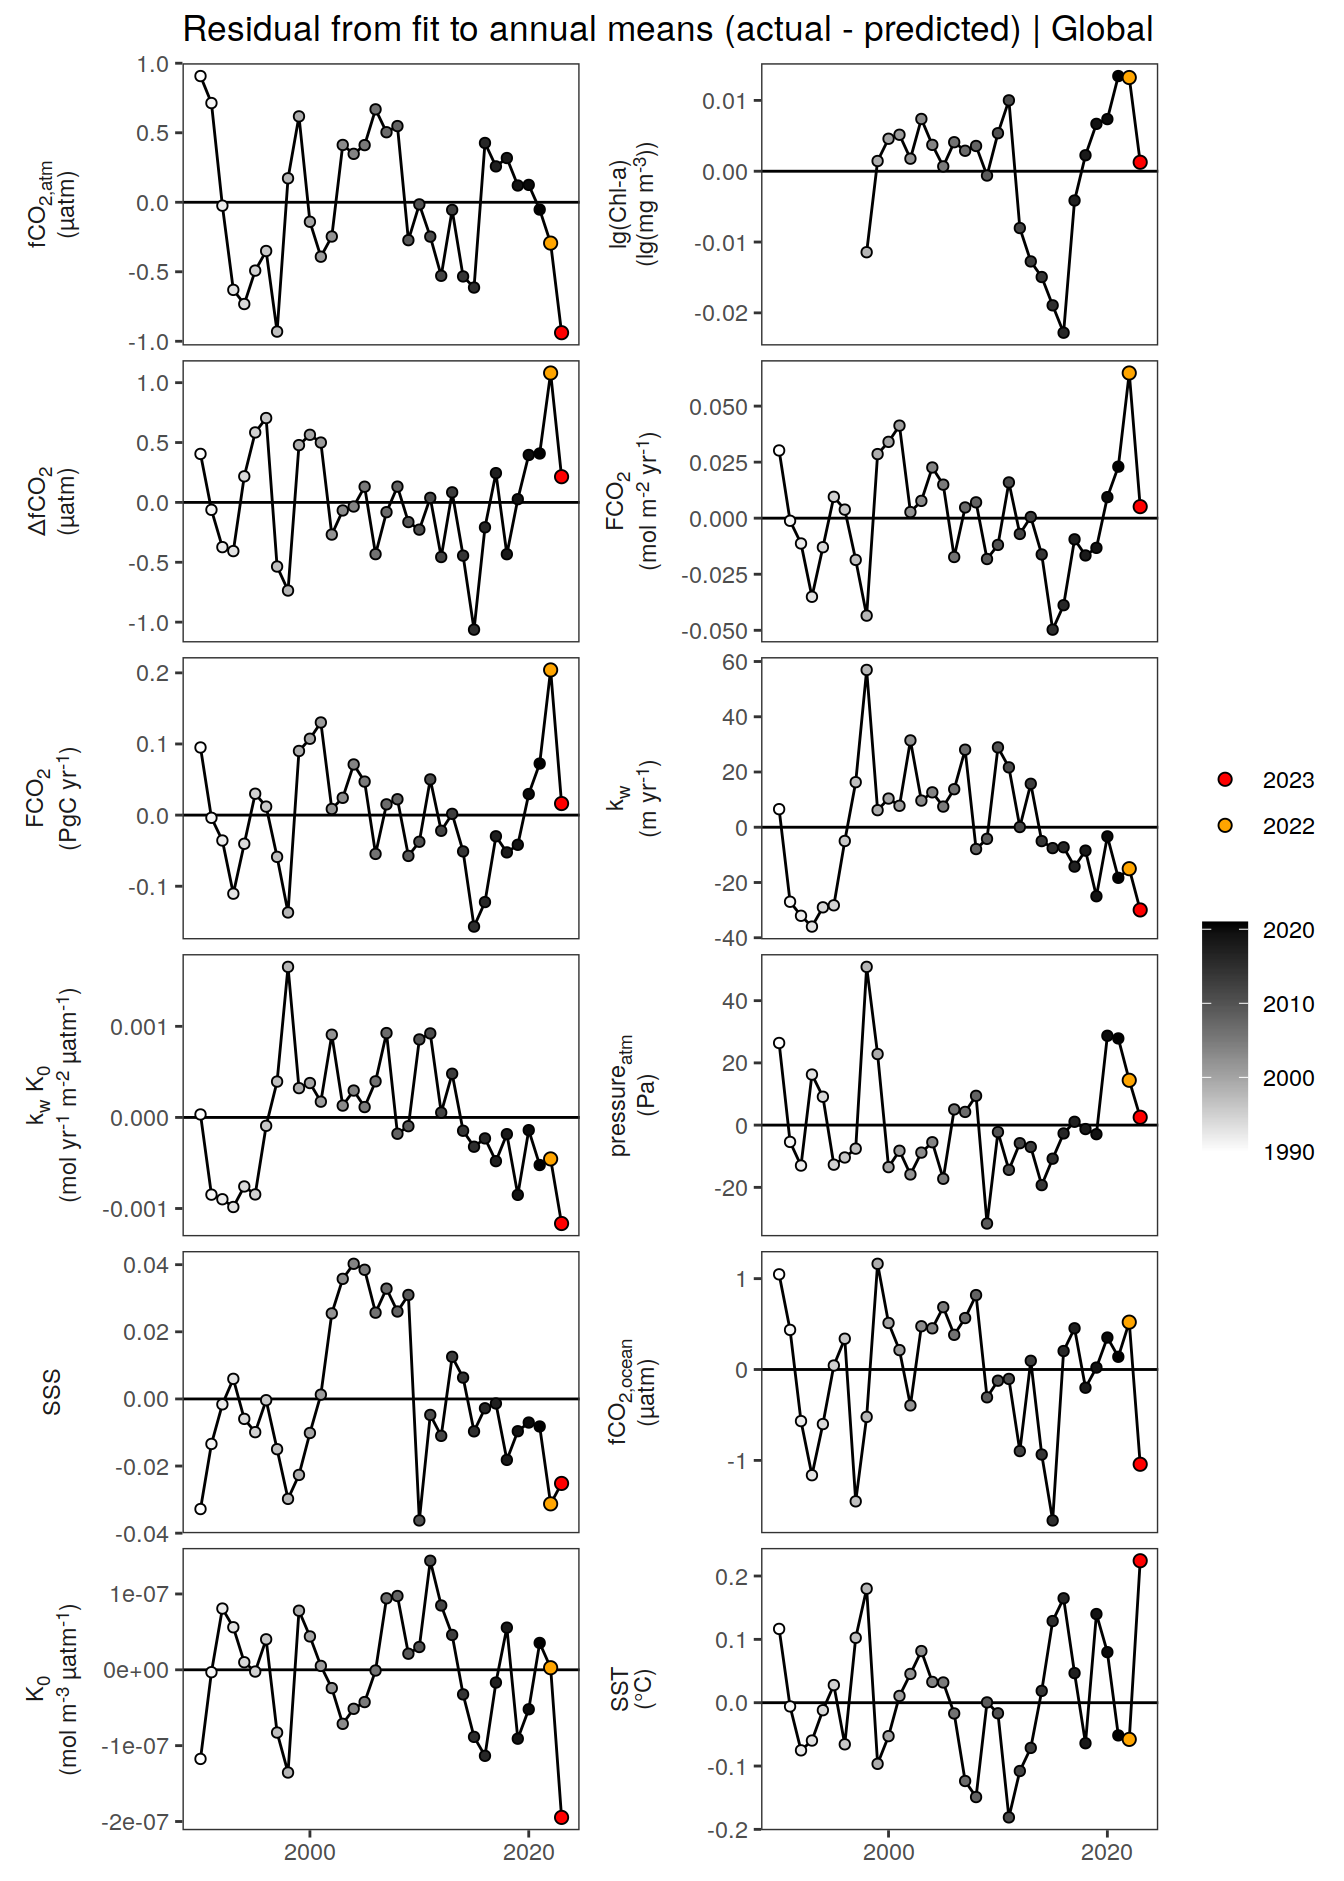 Residual from fit to annual means (actual - predicted) | Global
fCO2,atm
(µatm)
1.0
0.5
0.0
-0.5
-1.0
lg(Chl-a)
(lg(mg m-3))
0.01
0.00
-0.01
-0.02
ΔfCO2
(µatm)
1.0
0.5
0.0
-0.5
-1.0
FCO2
(mol m-2 yr-1)
0.050
0.025
0.000
-0.025
-0.050
FCO2
(PgC yr-1)
0.2
0.1
0.0
-0.1
kw
(m yr-1)
60
40
20
0
-20
-40
kw K0
(mol yr-1 m-2 µatm-1)
0.001
0.000
-0.001
pressureatm
(Pa)
40
20
0
-20
SSS
0.04
0.02
0.00
-0.02
-0.04
fCO2,ocean
(µatm)
1
0
-1
K0
(mol m-3 µatm-1)
1e-07
0e+00
-1e-07
-2e-07
2000
2020
SST
(°C)
0.2
0.1
0.0
-0.1
-0.2
2000
2020
2023
2022
2020
2010
2000
1990